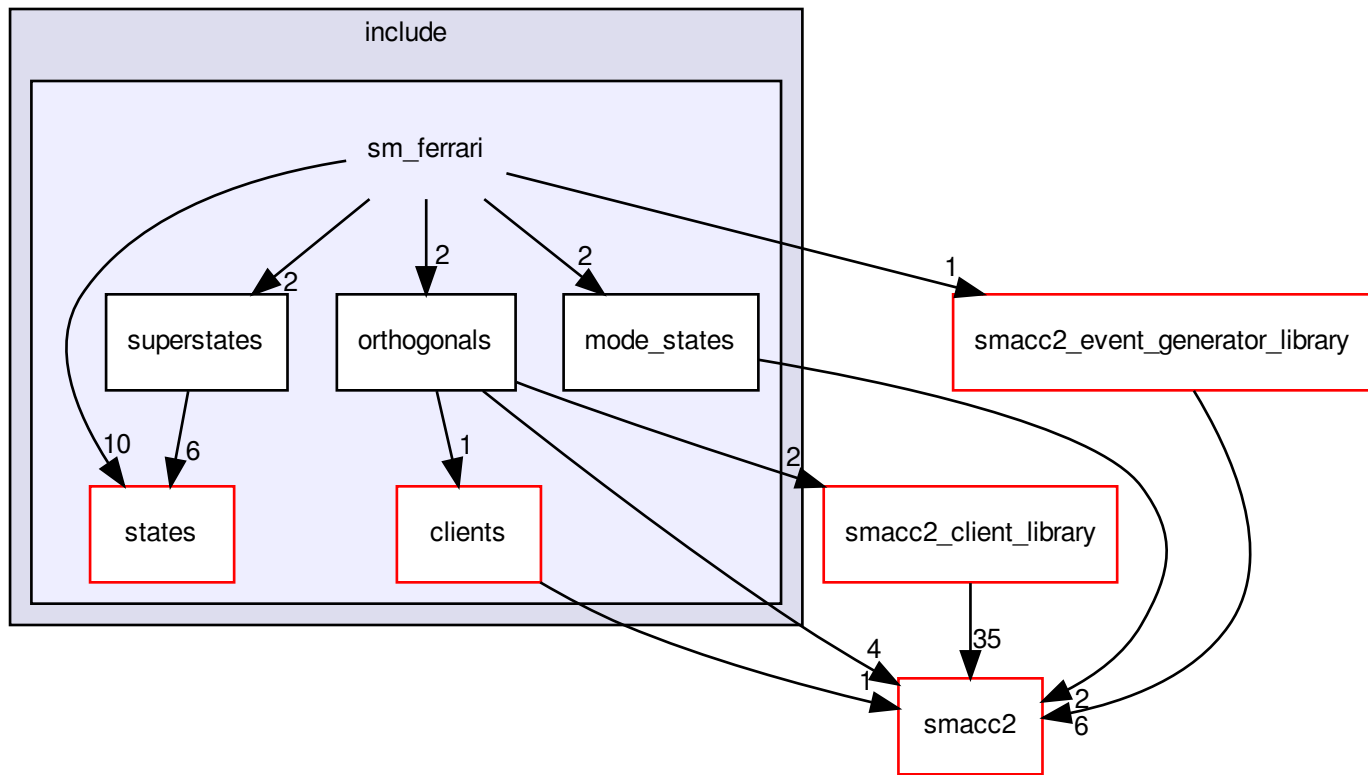 include
sm_ferrari
2
2
2
1
superstates
orthogonals
mode_states
smacc2_event_generator_library
10
6
1
2
states
clients
smacc2_client_library
4
35
1
2
6
smacc2